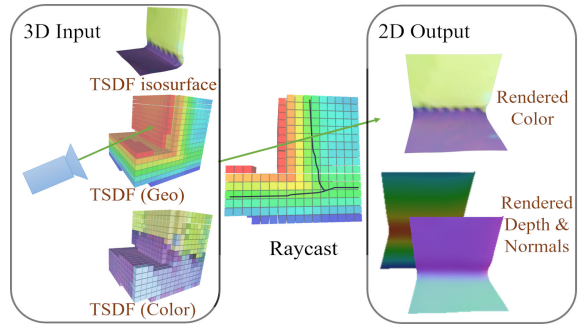 3D Input
TSDF isosurface
TSDF (Geo)
TSDF (Color)
Raycast
2D Output
Rendered
Color
Rendered
Depth &
Normals